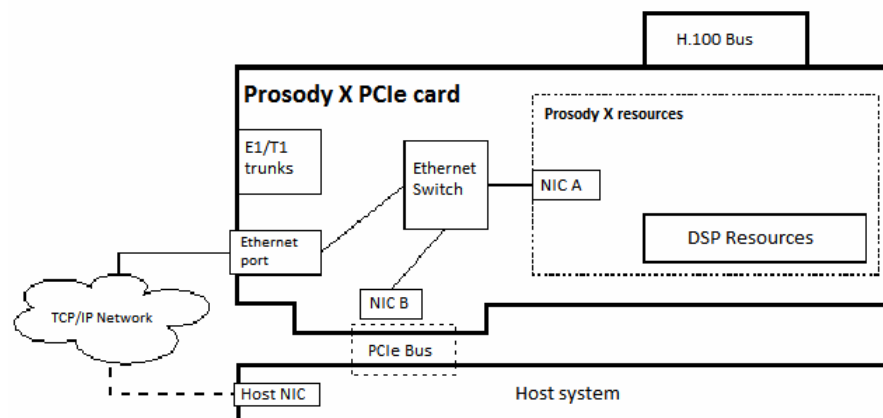 H.100 Bus
Prosody X PCIe card
Prosody X resources
E1/T1
trunks
Ethernet
Switch
NIC A
DSP Resources
Ethernet
port
NIC B
TCP/IP Network
PCIe Bus
Host NIC
Host system